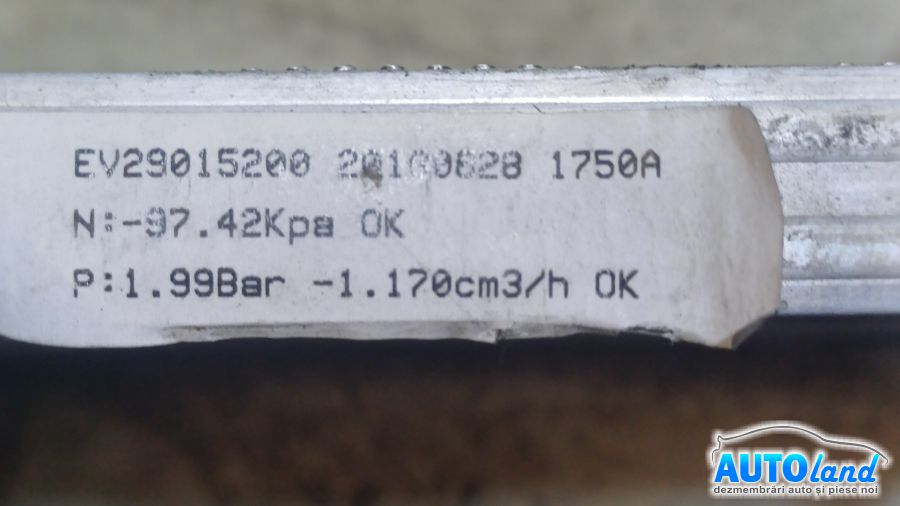 EV29015200 20100628 1750A
N:-97.42Kpa OK
P:1.99Bar -1.170cm3/h OK
AUTOland
dezmembrări auto și piese noi